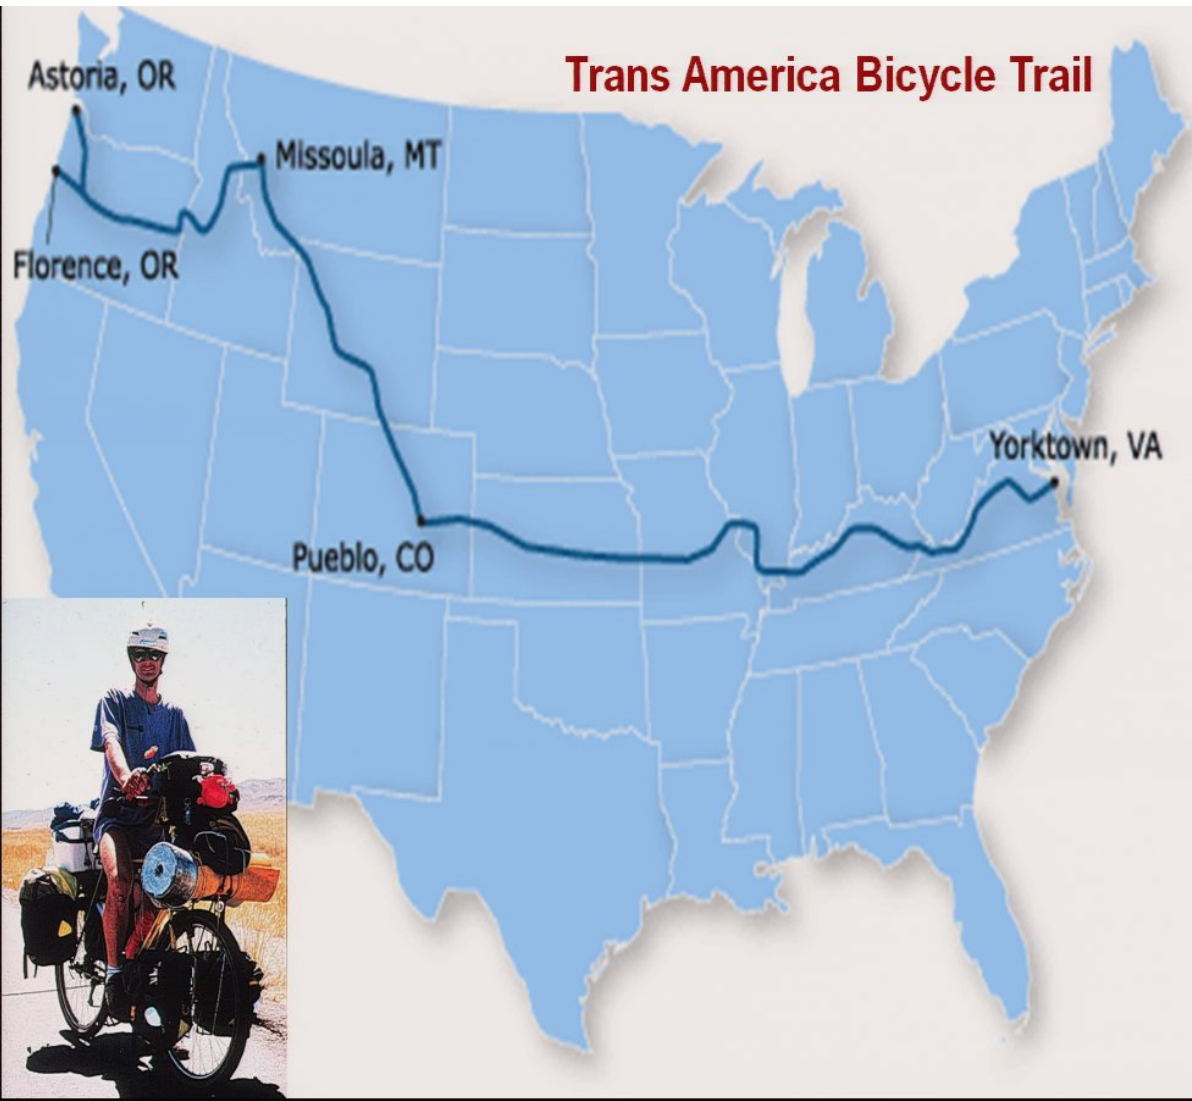 Trans America Bicycle Trail
Astoria, OR
Missoula, MT
Florence, OR
Yorktown, VA
Pueblo, CO